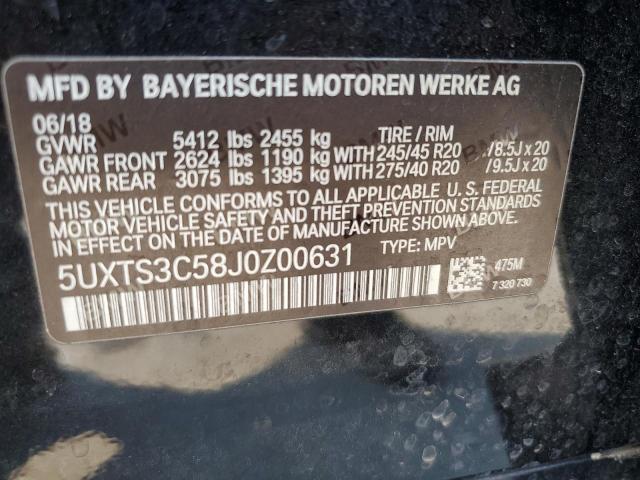 MFD BY BAYERISCHE MOTOREN WERKE AG
06/18
GVWR 5412 lbs 2455 kg TIRE / RIM
GAWR FRONT 2624 lbs 1190 kg WITH 245/45 R20 /8.5J x 20
GAWR REAR 3075 lbs 1395 kg WITH 275/40 R20 /9.5J x 20
THIS VEHICLE CONFORMS TO ALL APPLICABLE U. S. FEDERAL
MOTOR VEHICLE SAFETY AND THEFT PREVENTION STANDARDS
IN EFFECT ON THE DATE OF MANUFACTURE SHOWN ABOVE.
5UXTS3C58J0Z00631 TYPE: MPV
475M
7 320 730